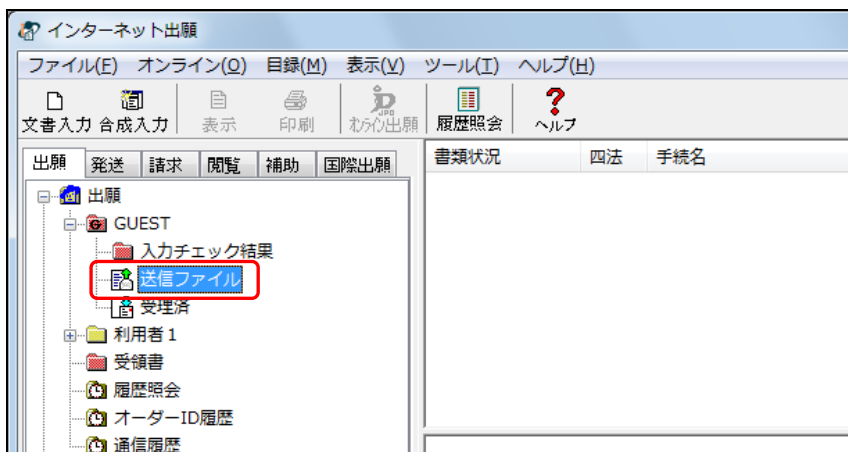 インターネット出願
ファイル(F) オンライン(O) 目録(M) 表示(V) ツール(T) ヘルプ(H)
文書入力 合成入力 表示 印刷 オンライン出願 履歴照会 ヘルプ
出願 発送 請求 閲覧 補助 国際出願
書類状況 四法 手続名
出願
GUEST
入力チェック結果
送信ファイル
受理済
利用者1
受領書
履歴照会
オーダーID履歴
通信履歴